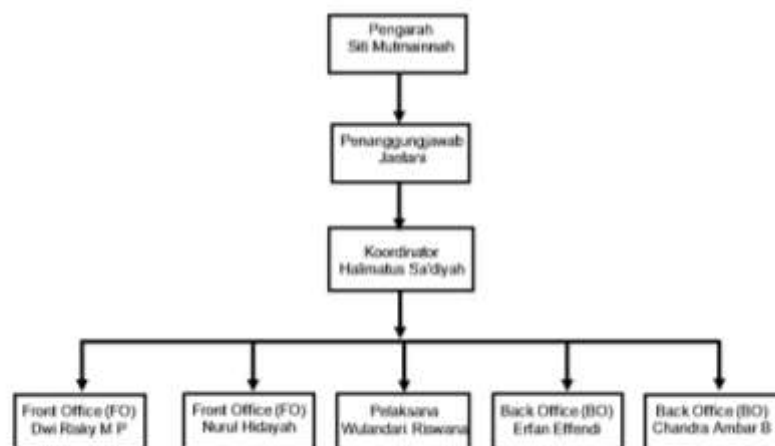 Pengarah
Siti Mutmainnah
Penanggungjawab
Jaelani
Koordinator
Halimatus Sa'diyah
Front Office (FO)
Dwi Risky M P
Front Office (FO)
Nurul Hidayah
Pelaksana
Wulandari Riswana
Back Office (BO)
Erfan Effendi
Back Office (BO)
Chandra Ambar B